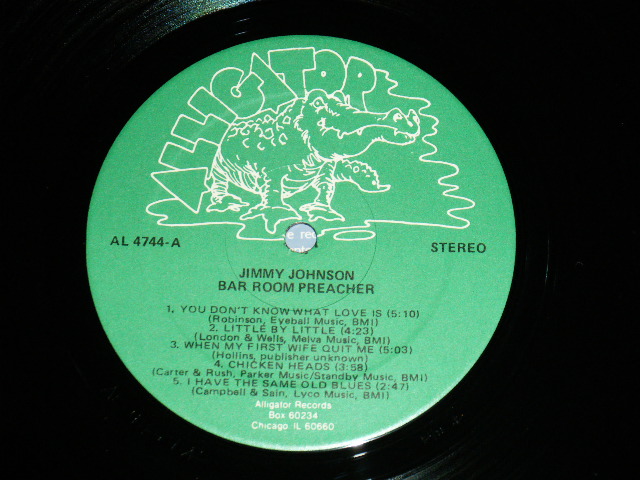 ALLIGATOR
AL 4744-A
STEREO
JIMMY JOHNSON
BAR ROOM PREACHER
1. YOU DON'T KNOW WHAT LOVE IS (5:10)
(Robinson, Eyeball Music, BMI)
2. LITTLE BY LITTLE (4:23)
(London & Wells, Melva Music, BMI)
3. WHEN MY FIRST WIFE QUIT ME (5:03)
(Hollins, publisher unknown)
4. CHICKEN HEADS (3:58)
(Carter & Rush, Parker Music/Standby Music, BMI)
5. I HAVE THE SAME OLD BLUES (2:47)
(Campbell & Sain, Lyco Music, BMI)
Alligator Records
Box 60234
Chicago IL 60660